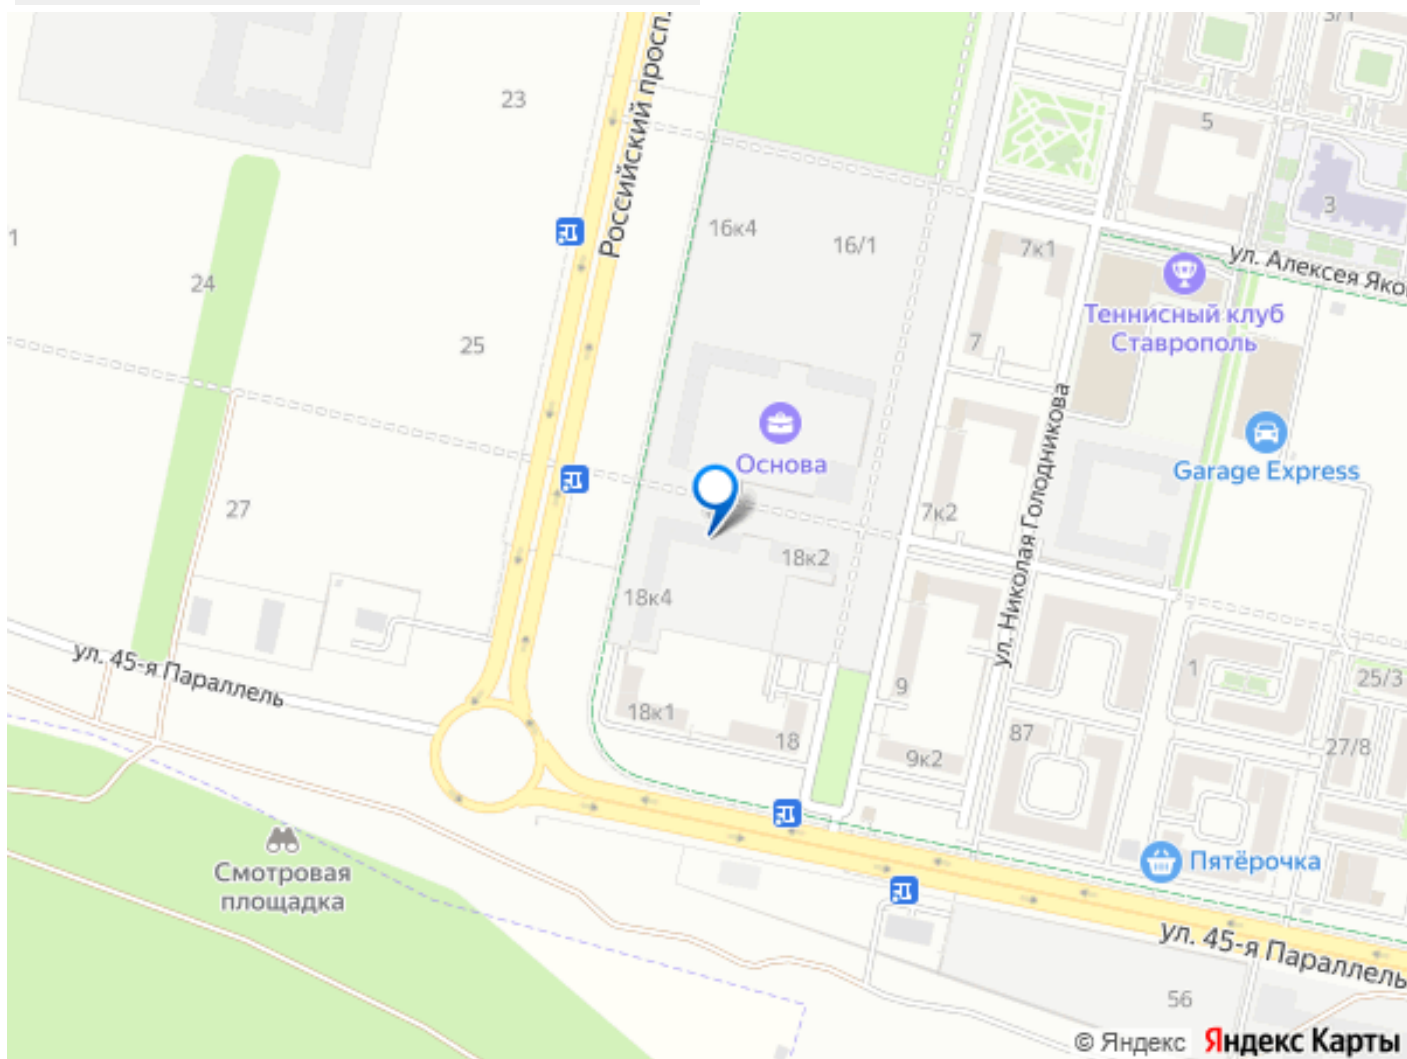 3/1
23
Российский просп.
5
3
16к4
16/1
7к1
1
24
ул. Алексея Яко
Теннисный клуб
Ставрополь
25
7
ул. Николая Голодникова
Основа
Garage Express
27
7к2
18к2
18к4
ул. 45-я Параллель
9
1
25/3
18к1
18
87
27/8
9к2
Смотровая
площадка
Пятёрочка
ул. 45-я Параллель
56
© Яндекс Яндекс Карты